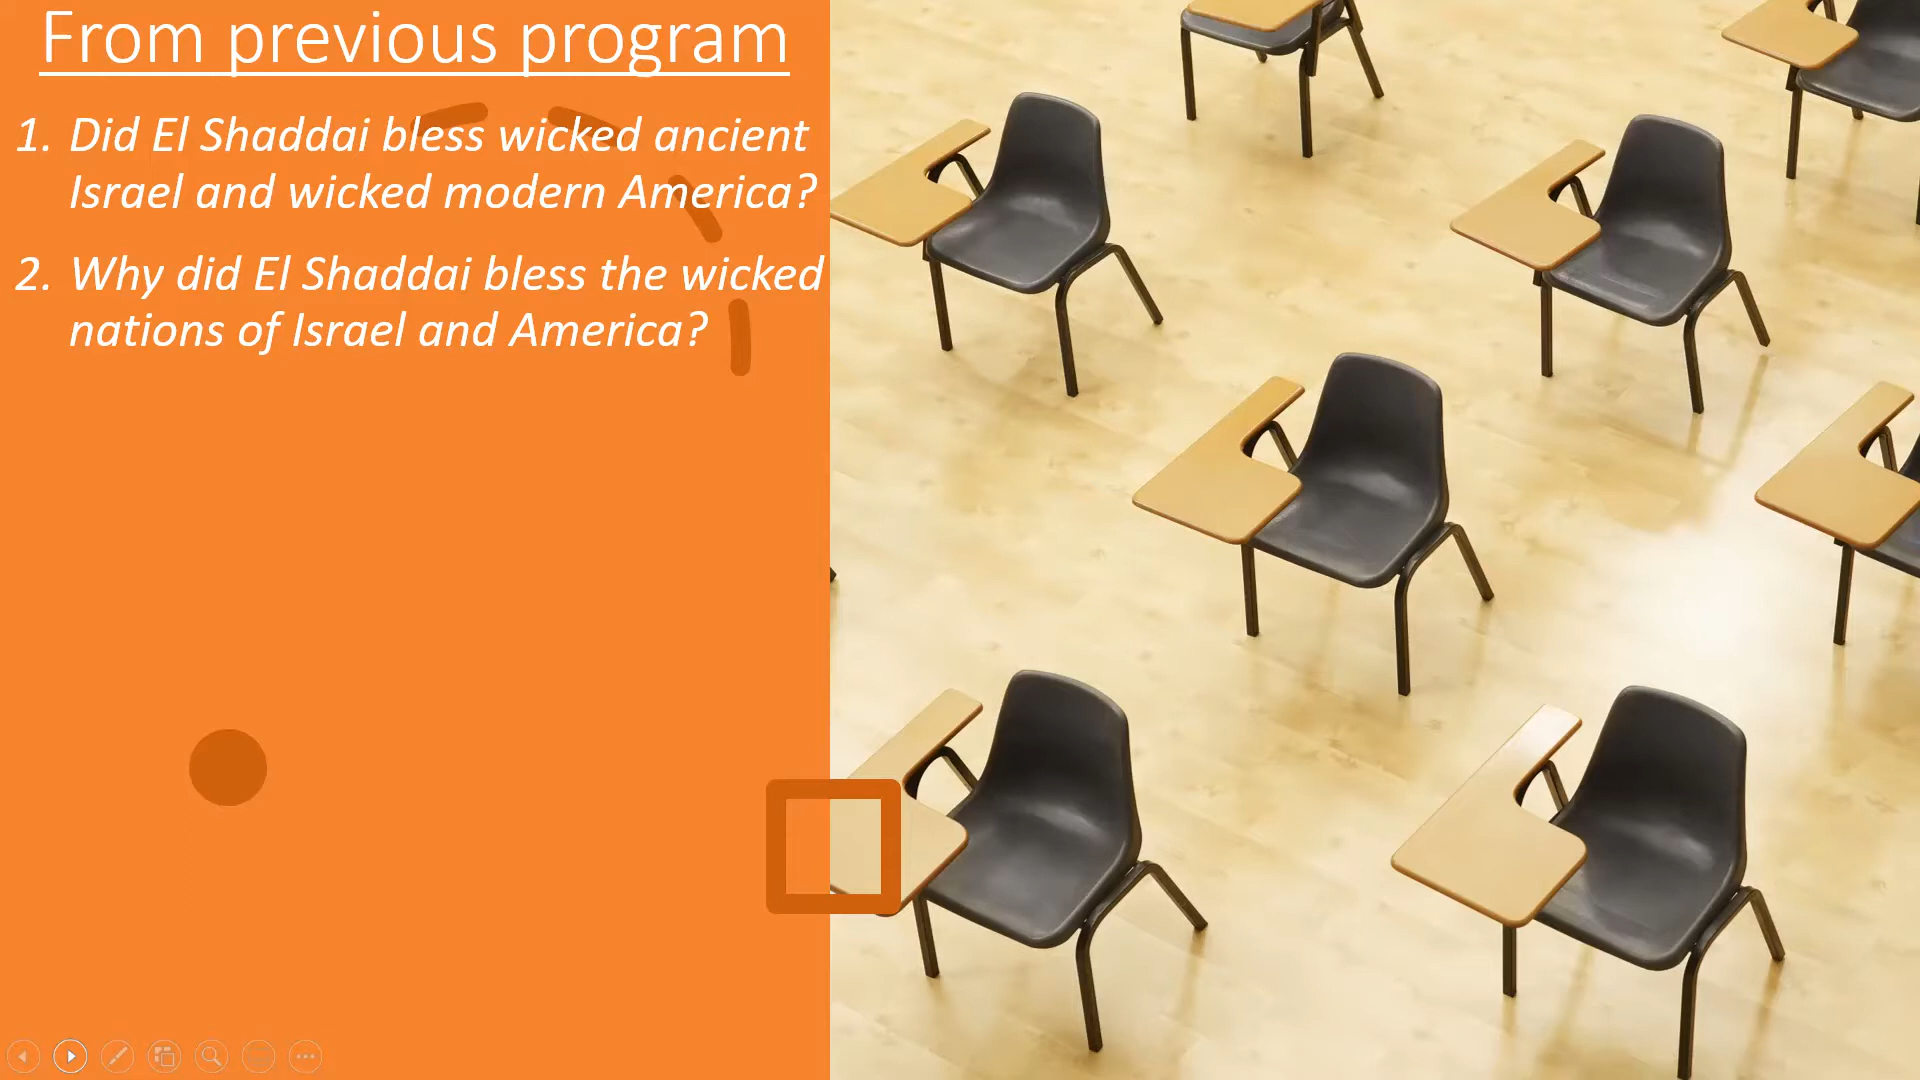 From previous program
1. Did El Shaddai bless wicked ancient
Israel and wicked modern America?
2. Why did El Shaddai bless the wicked
nations of Israel and America?